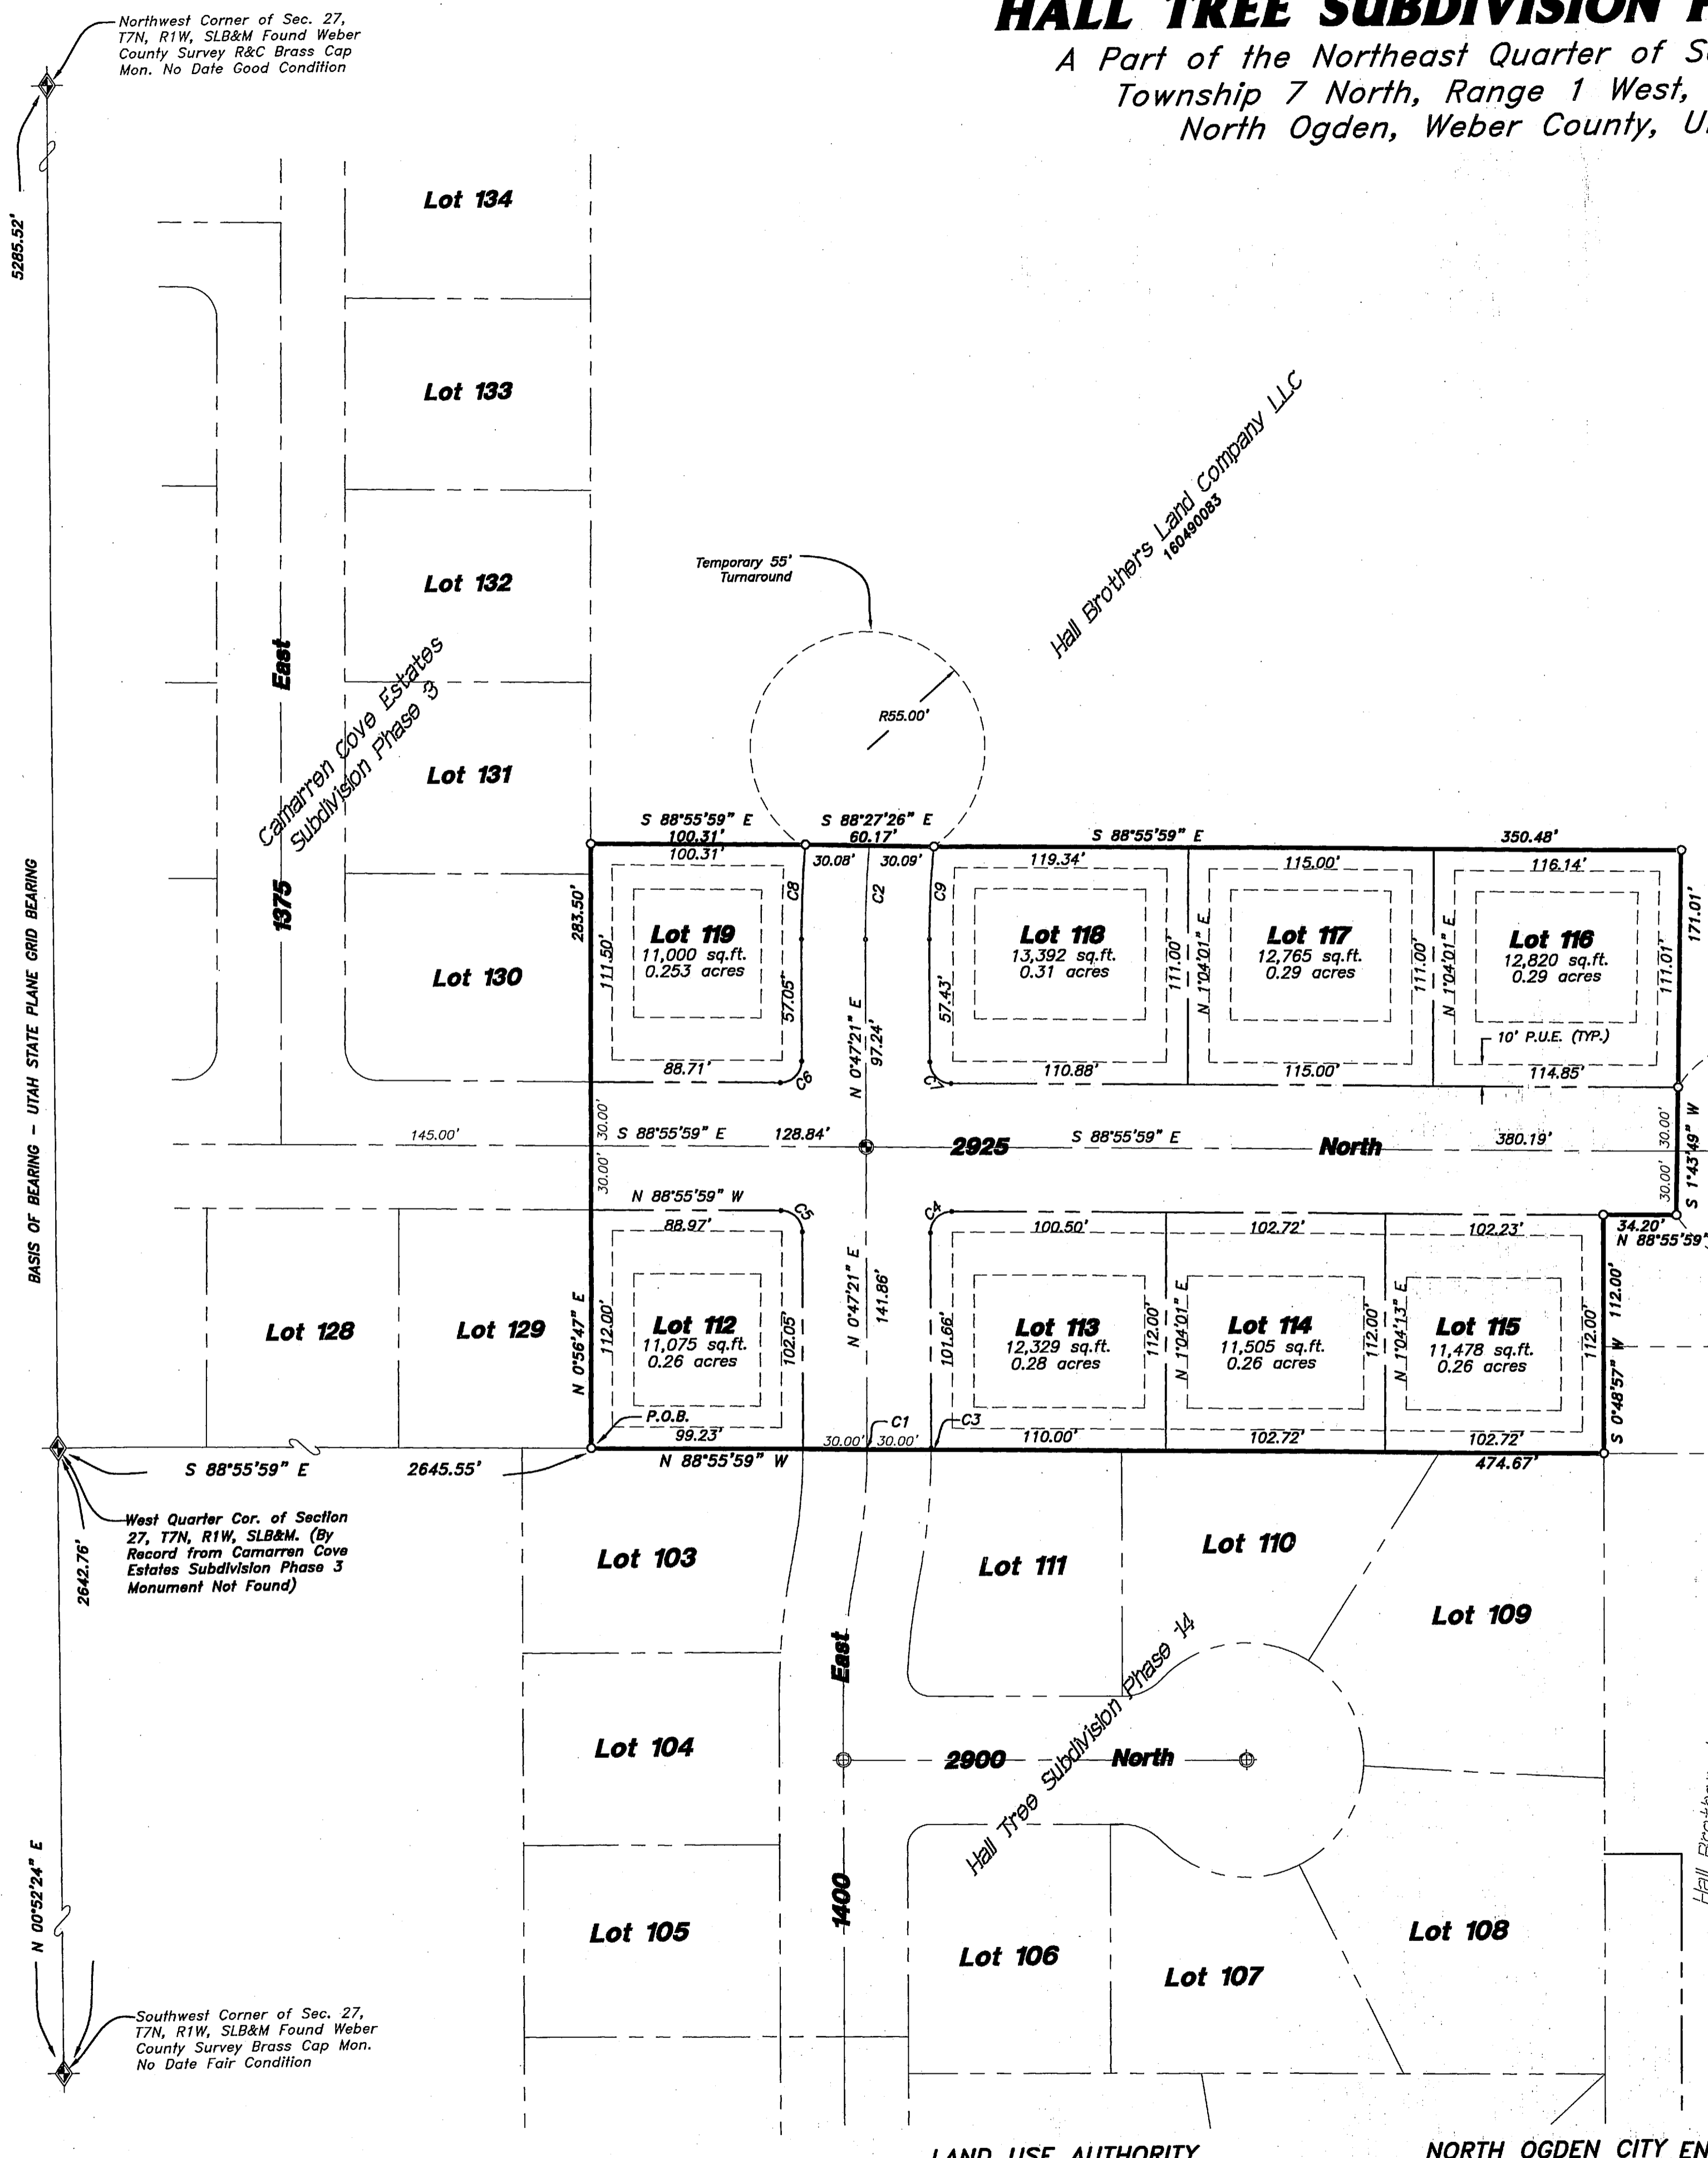 HALL TREE SUBDIVISION
A Part of the Northeast Quarter of
Township 7 North, Range 1 West,
North Ogden, Weber County,
Northwest Corner of Sec. 27,
T7N, R1W, SLB&M Found Weber
County Survey R&C Brass Cap
Mon. No Date Good Condition
5285.52'
Lot 134
Lot 133
Lot 132
Lot 131
Lot 130
1375 East
Camarren Cove Estates
Subdivision Phase 3
Hall Brothers Land Company LLC
160490083
Temporary 55'
Turnaround
R55.00'
BASIS OF BEARING - UTAH STATE PLANE GRID BEARING
S 88°55'59" E
100.31'
100.31'
S 88°27'26" E
60.17'
30.08'
30.09'
S 88°55'59" E
350.48'
119.34'
115.00'
116.14'
283.50'
111.50'
Lot 119
11,000 sq.ft.
0.253 acres
57.05'
88.71'
C8
C2
C9
C6
C7
N 0°47'21" E
97.24'
57.43'
Lot 118
13,392 sq.ft.
0.31 acres
111.00'
N 1°04'01" E
110.88'
Lot 117
12,765 sq.ft.
0.29 acres
111.00'
N 1°04'01" E
115.00'
Lot 116
12,820 sq.ft.
0.29 acres
111.01'
171.01'
10' P.U.E. (TYP.)
114.85'
145.00'
30.00'
30.00'
S 88°55'59" E
128.84'
2925 North
S 88°55'59" E
380.19'
30.00'
30.00'
S 1°43'49" W
N 88°55'59" W
88.97'
C5
C4
100.50'
102.72'
102.23'
34.20'
N 88°55'59"
Lot 128
Lot 129
N 0°56'47" E
112.00'
Lot 112
11,075 sq.ft.
0.26 acres
102.05'
N 0°47'21" E
141.86'
101.66'
Lot 113
12,329 sq.ft.
0.28 acres
112.00'
N 1°04'01" E
Lot 114
11,505 sq.ft.
0.26 acres
112.00'
N 1°04'13" E
Lot 115
11,478 sq.ft.
0.26 acres
112.00'
S 0°48'57" W 112.00'
P.O.B.
99.23'
30.00'
30.00'
C1
C3
110.00'
102.72'
102.72'
S 88°55'59" E
2645.55'
N 88°55'59" W
474.67'
West Quarter Cor. of Section
27, T7N, R1W, SLB&M. (By
Record from Camarren Cove
Estates Subdivision Phase 3
Monument Not Found)
2642.76'
Lot 103
Lot 111
Lot 110
Lot 109
Lot 104
1400 East
2900 North
Hall Tree Subdivision Phase 14
Lot 105
Lot 106
Lot 107
Lot 108
Hall
N 00°52'24" E
Southwest Corner of Sec. 27,
T7N, R1W, SLB&M Found Weber
County Survey Brass Cap Mon.
No Date Fair Condition
LAND USE AUTHORITY
NORTH OGDEN CITY